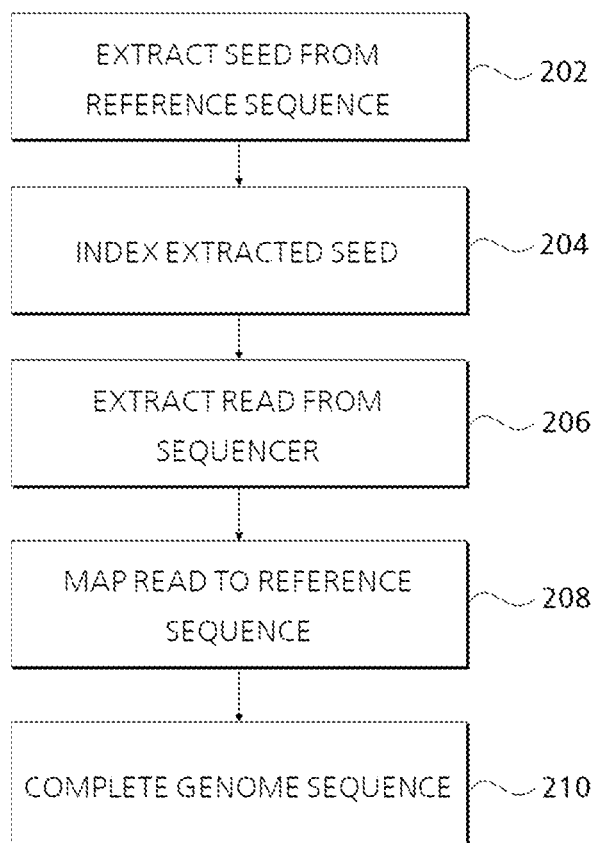 EXTRACT SEED FROM
REFERENCE SEQUENCE
202
INDEX EXTRACTED SEED
204
EXTRACT READ FROM
SEQUENCER
206
MAP READ TO REFERENCE
SEQUENCE
208
COMPLETE GENOME SEQUENCE
210